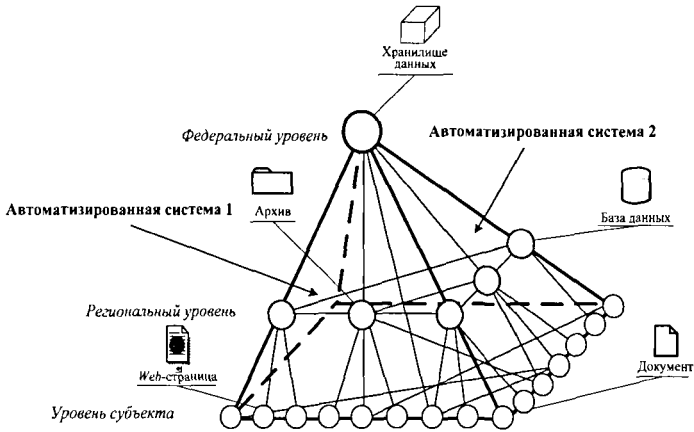 Хранилище
данных
Федеральный уровень
Автоматизированная система 2
Архив
Автоматизированная система 1
База данных
Региональный уровень
Web-страница
Документ
Уровень субъекта